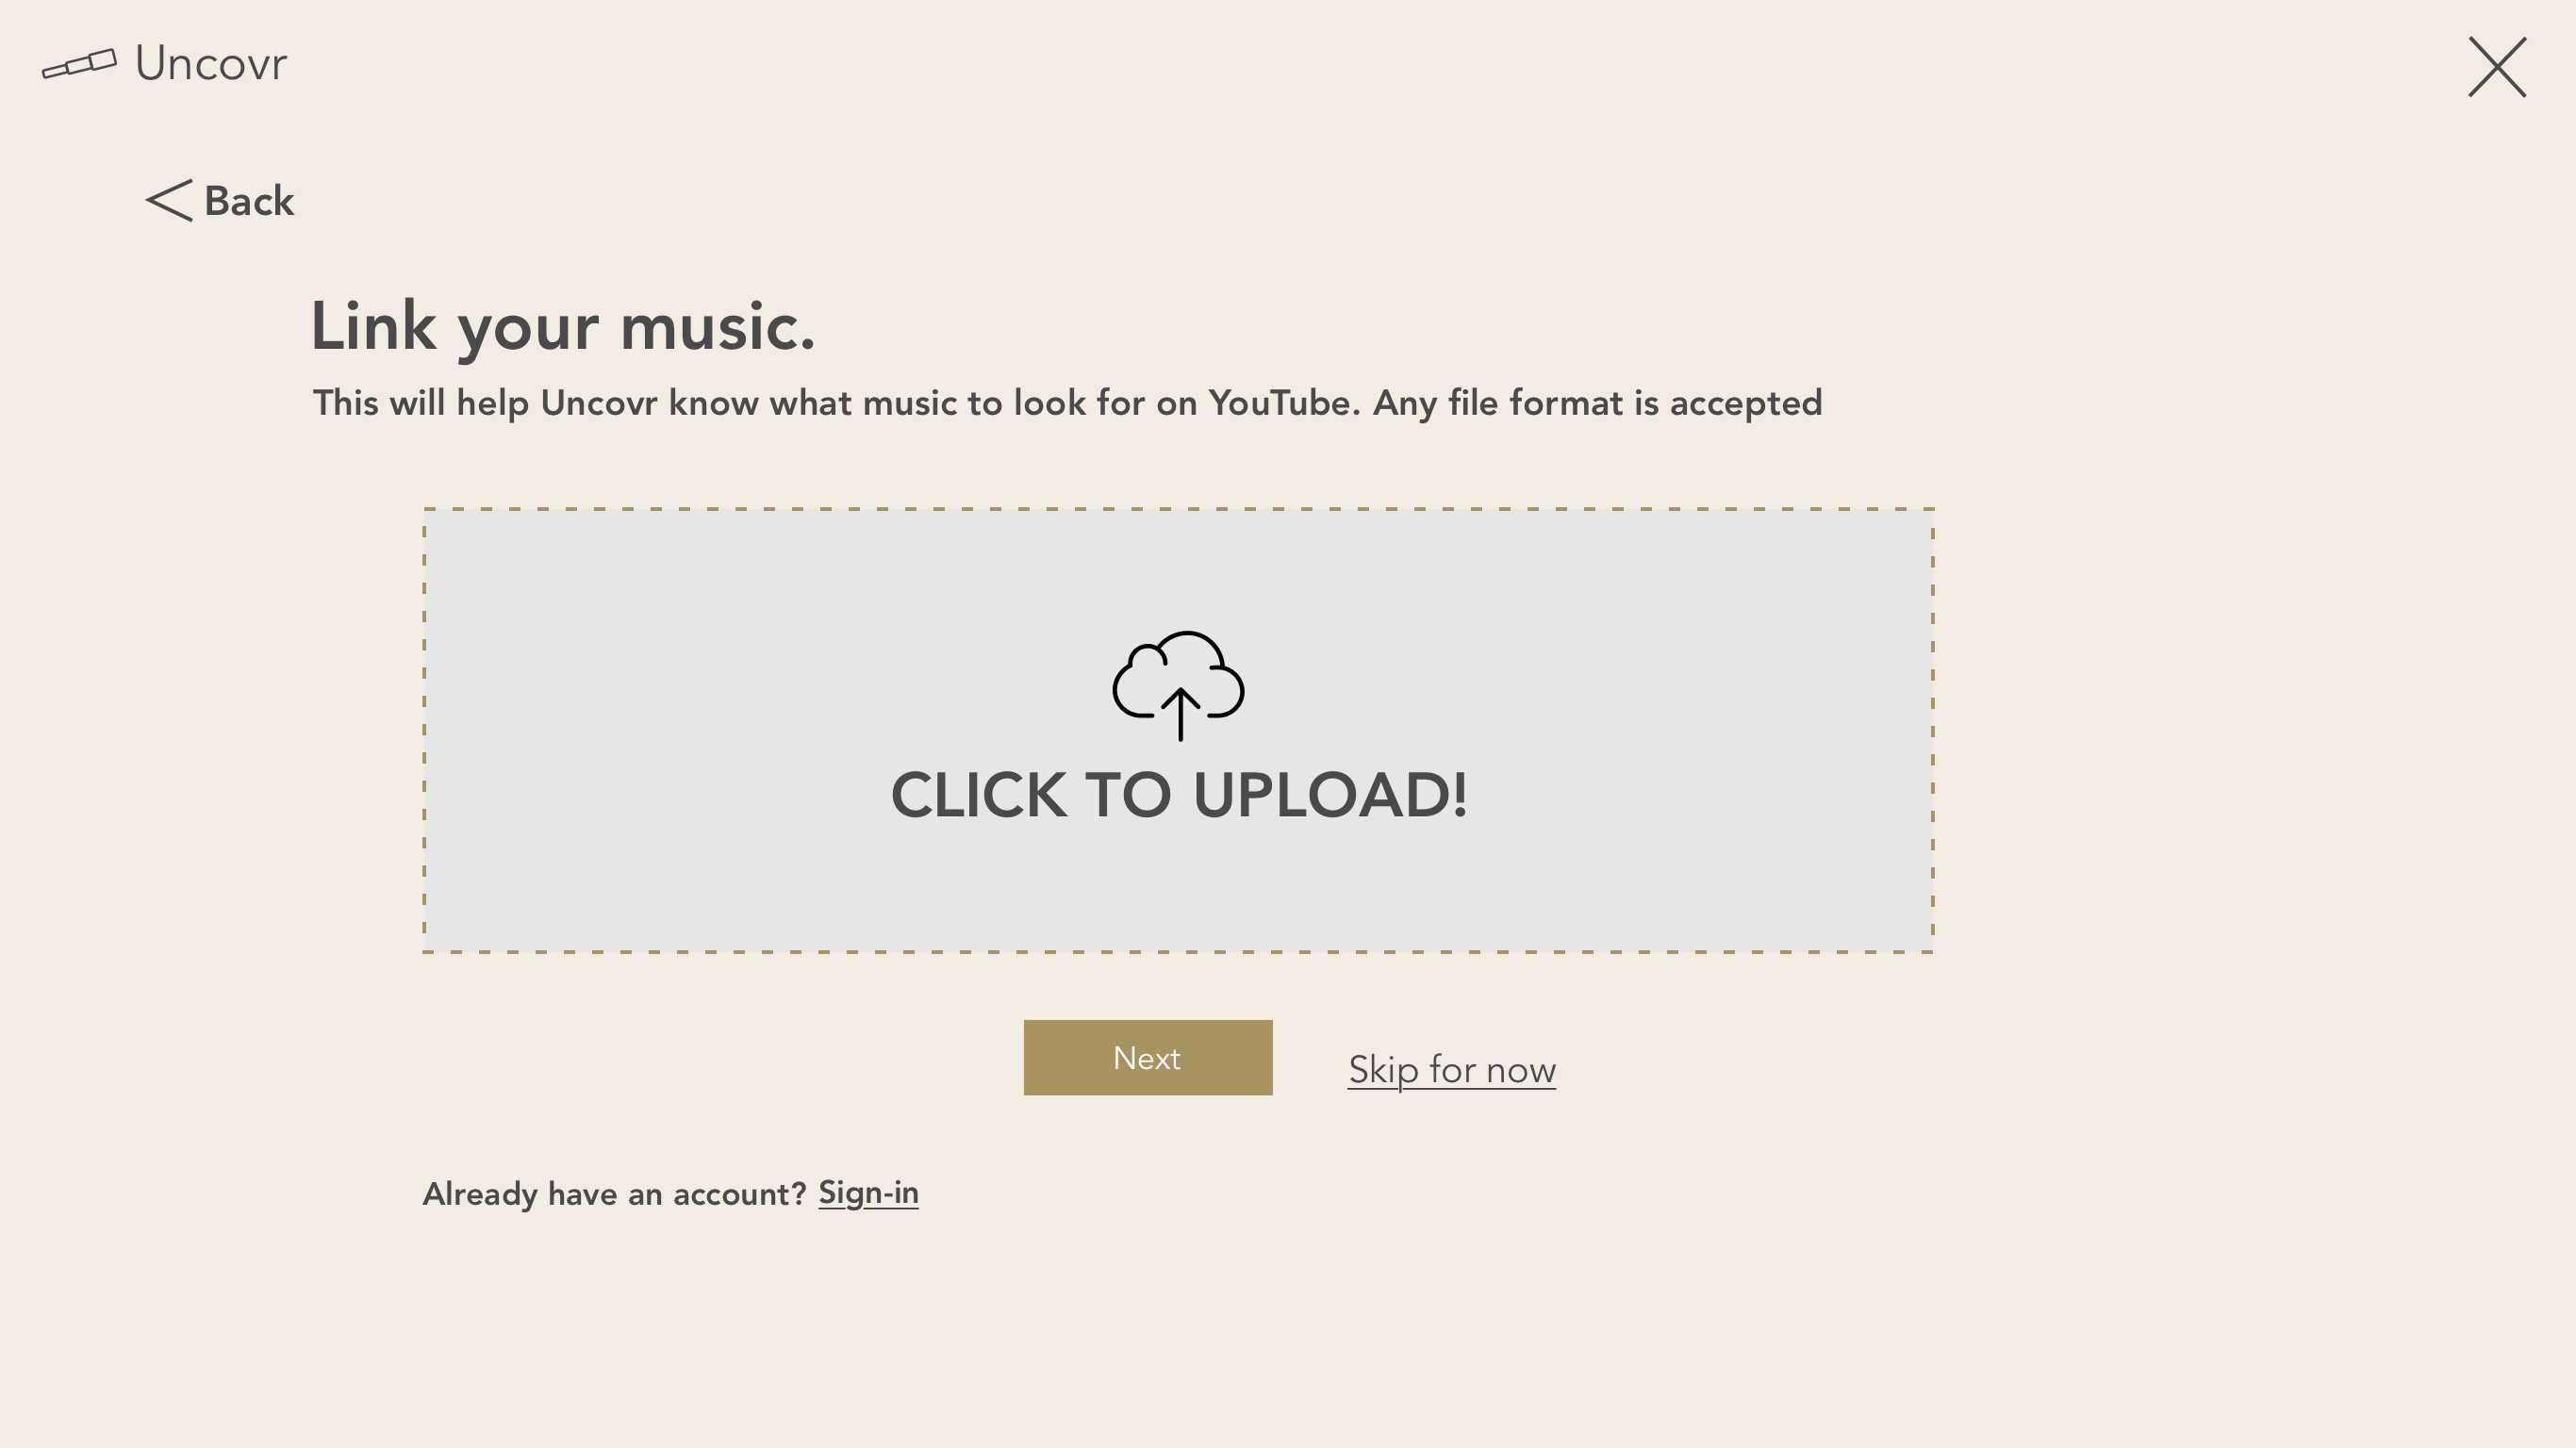 Uncovr
Back
Link your music.
This will help Uncovr know what music to look for on YouTube. Any file format is accepted
CLICK TO UPLOAD!
Next
Skip for now
Already have an account? Sign-in